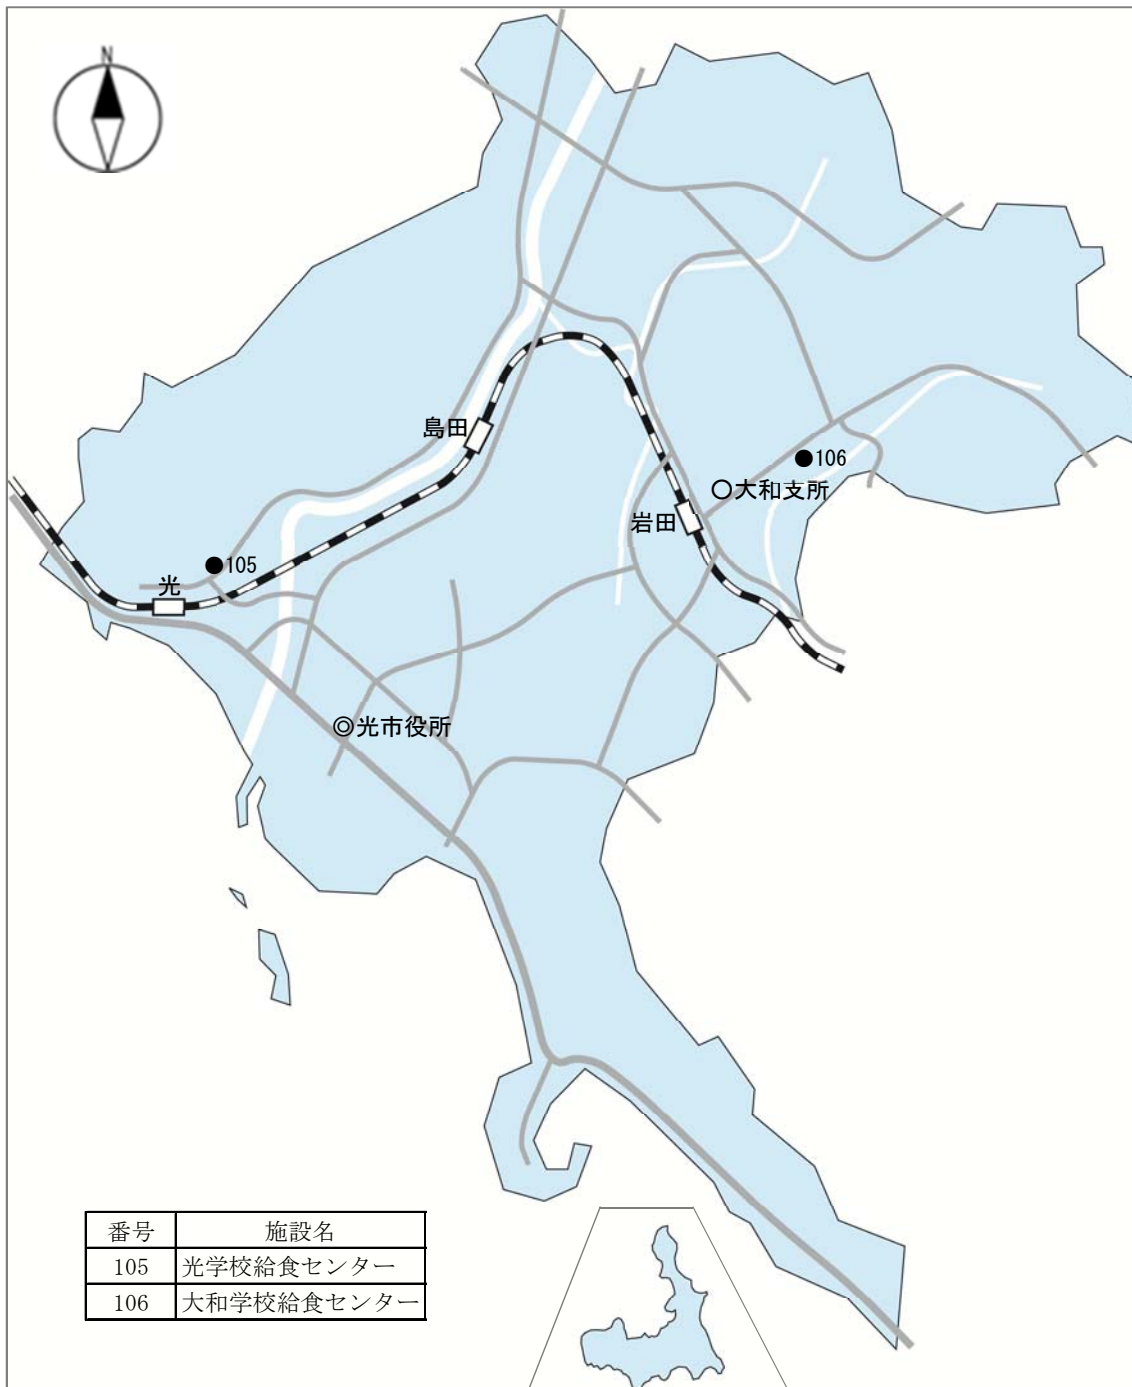 N
島田
●106
○大和支所
岩田
●105
光
◎光市役所
番号 施設名
105 光学校給食センター
106 大和学校給食センター